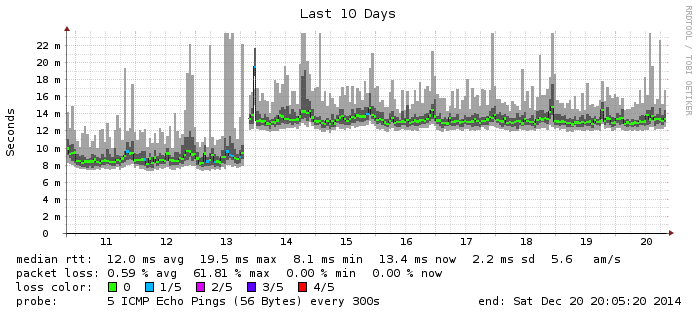 Last 10 Days
RRDTOOL / TOBI OETIKER
Seconds
22 m
20 m
18 m
16 m
14 m
12 m
10 m
8 m
6 m
4 m
2 m
0
11 12 13 14 15 16 17 18 19 20
median rtt: 12.0 ms avg 19.5 ms max 8.1 ms min 13.4 ms now 2.2 ms sd 5.6 am/s
packet loss: 0.59 % avg 61.81 % max 0.00 % min 0.00 % now
loss color: 0 1/5 2/5 3/5 4/5
probe: 5 ICMP Echo Pings (56 Bytes) every 300s end: Sat Dec 20 20:05:20 2014